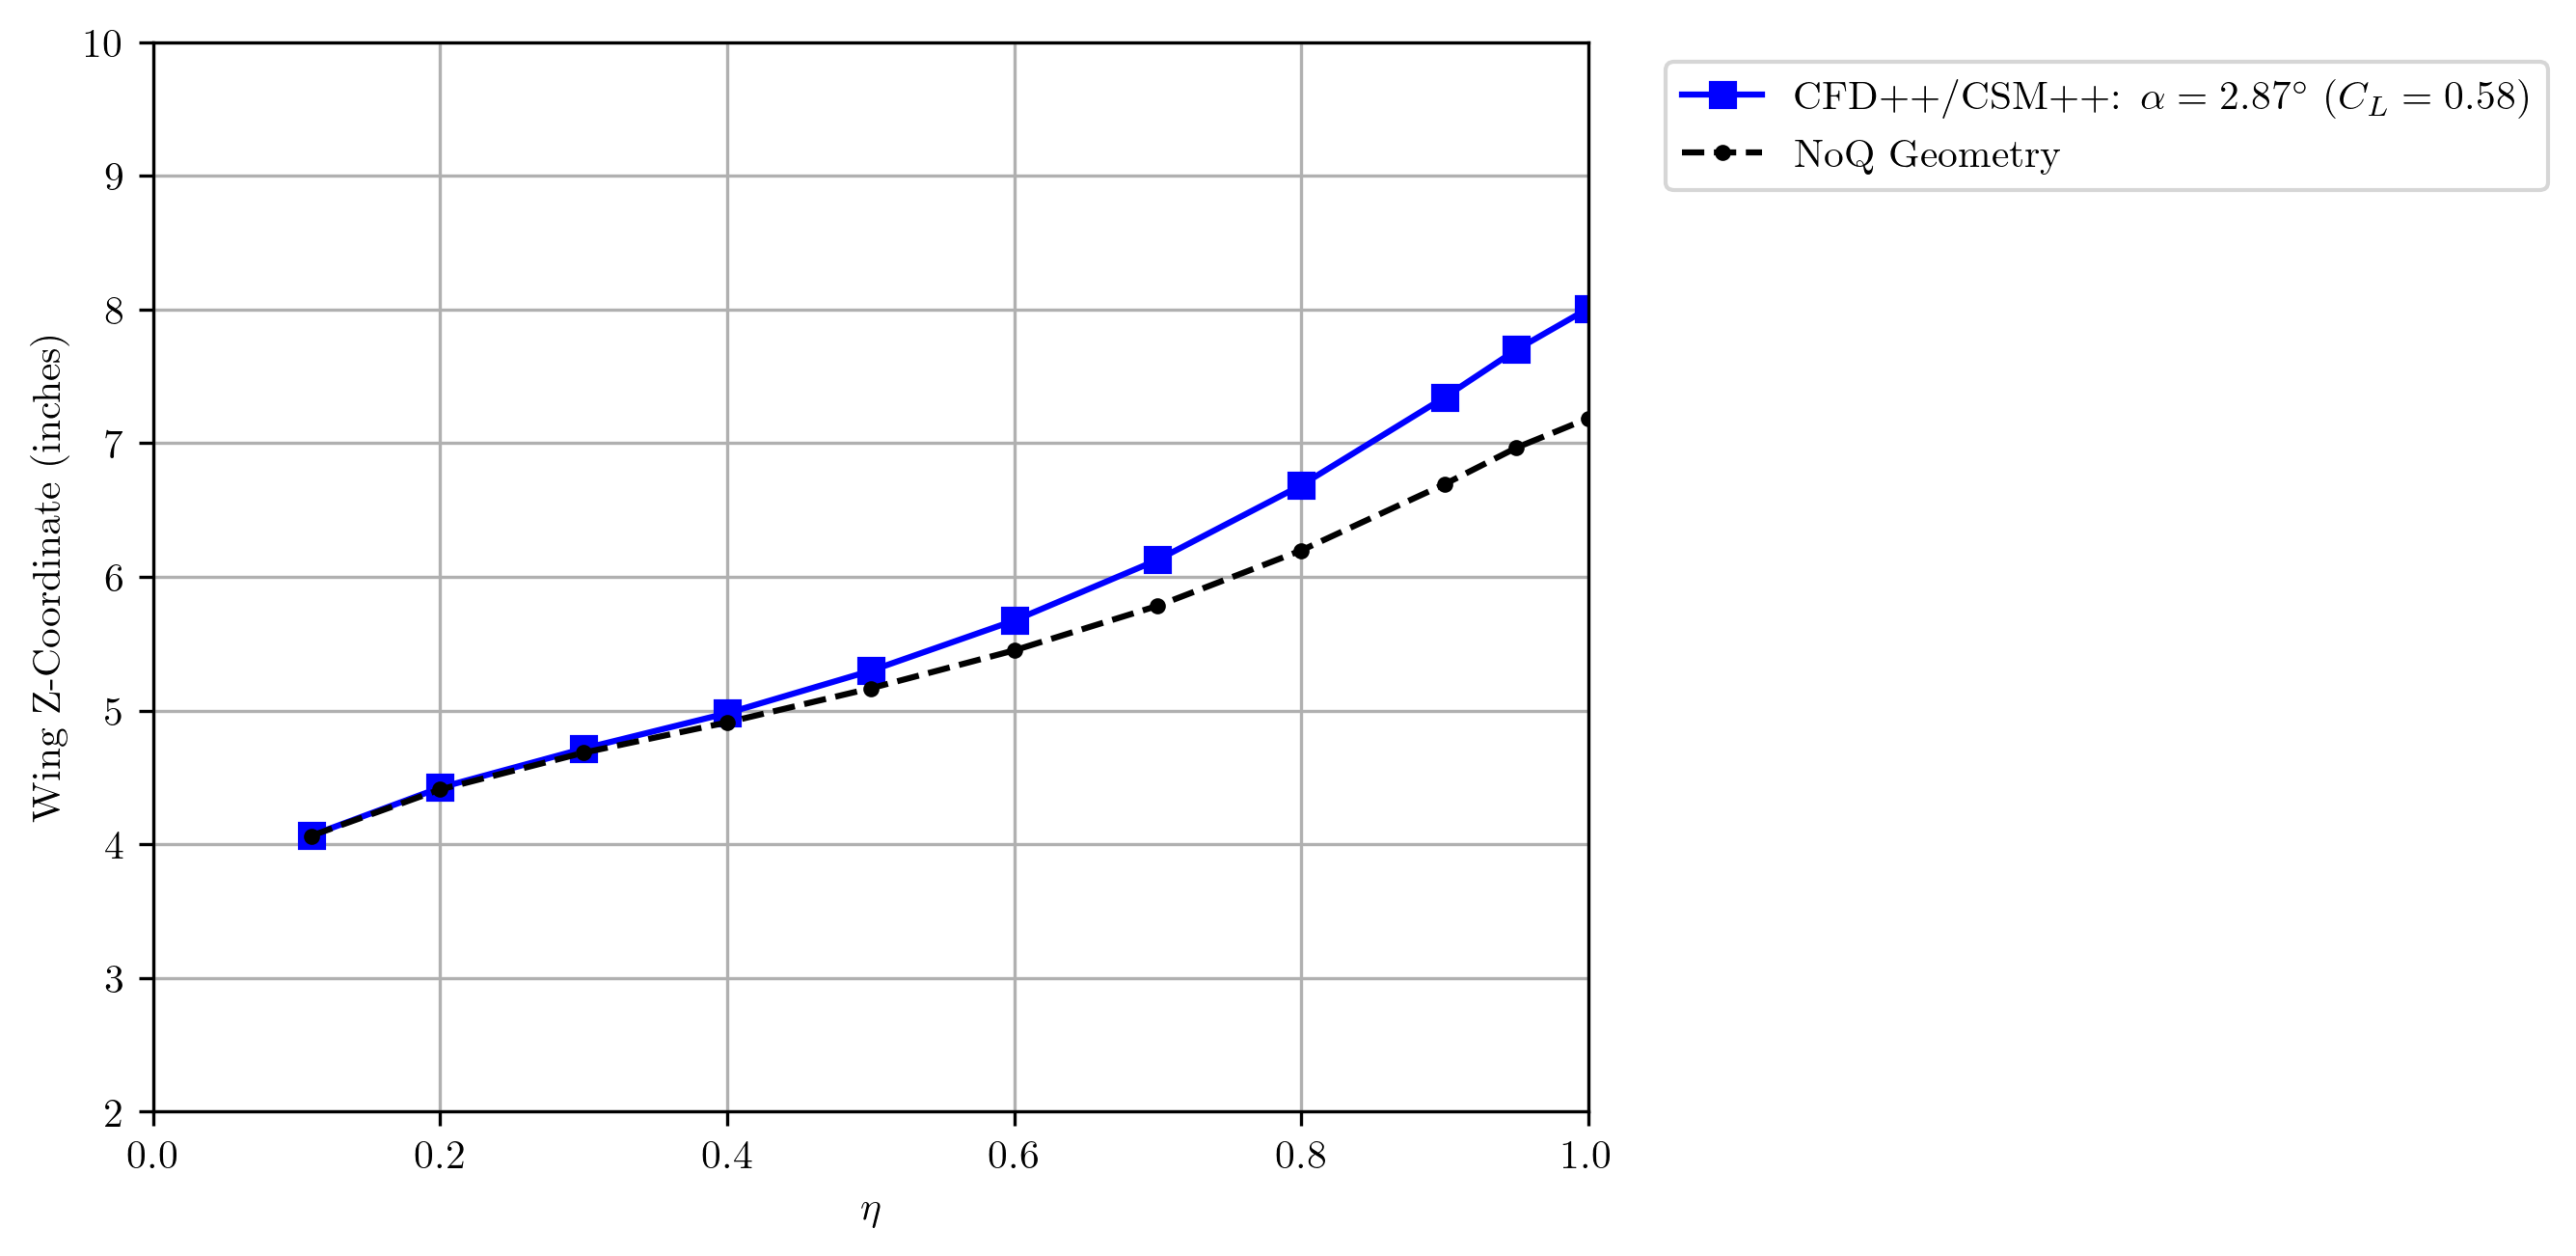 10
9
8
7
6
5
4
3
2
Wing Z-Coordinate (inches)
0.0 0.2 0.4 0.6 0.8 1.0
η
CFD++/CSM++: α = 2.87° (C_L = 0.58)
NoQ Geometry